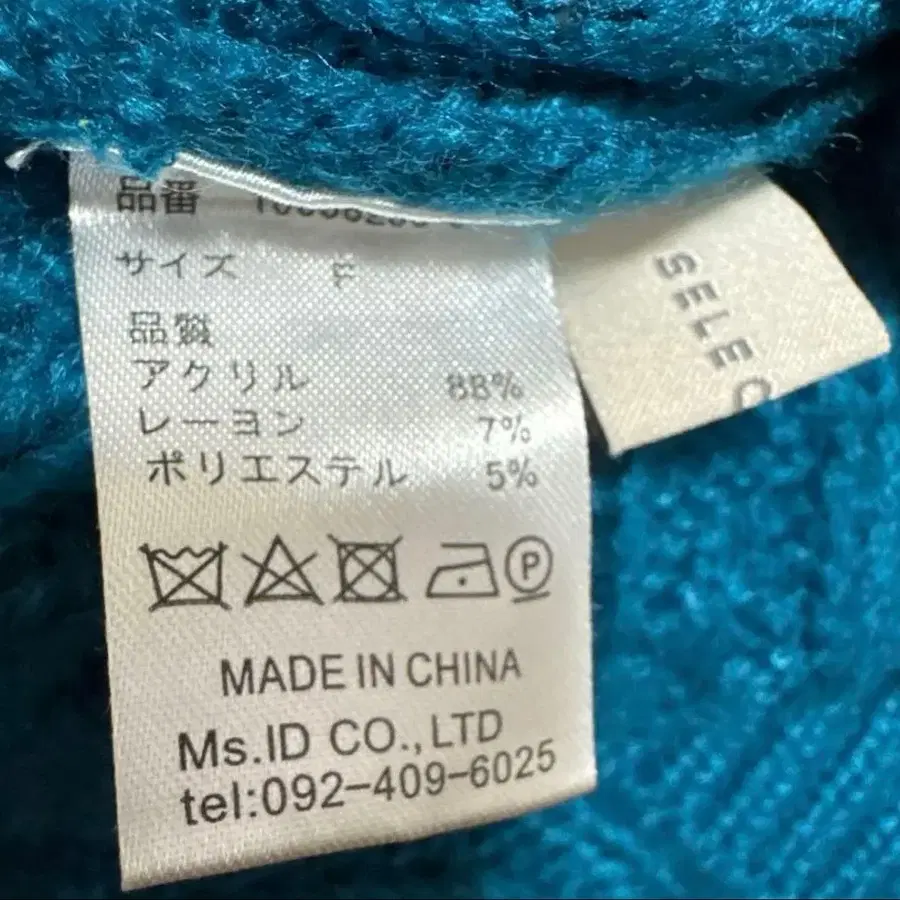 品番
サイズ F
品質
アクリル 88%
レーヨン 7%
ポリエステル 5%
P
MADE IN CHINA
Ms.ID CO.,LTD
tel:092-409-6025
SELEC